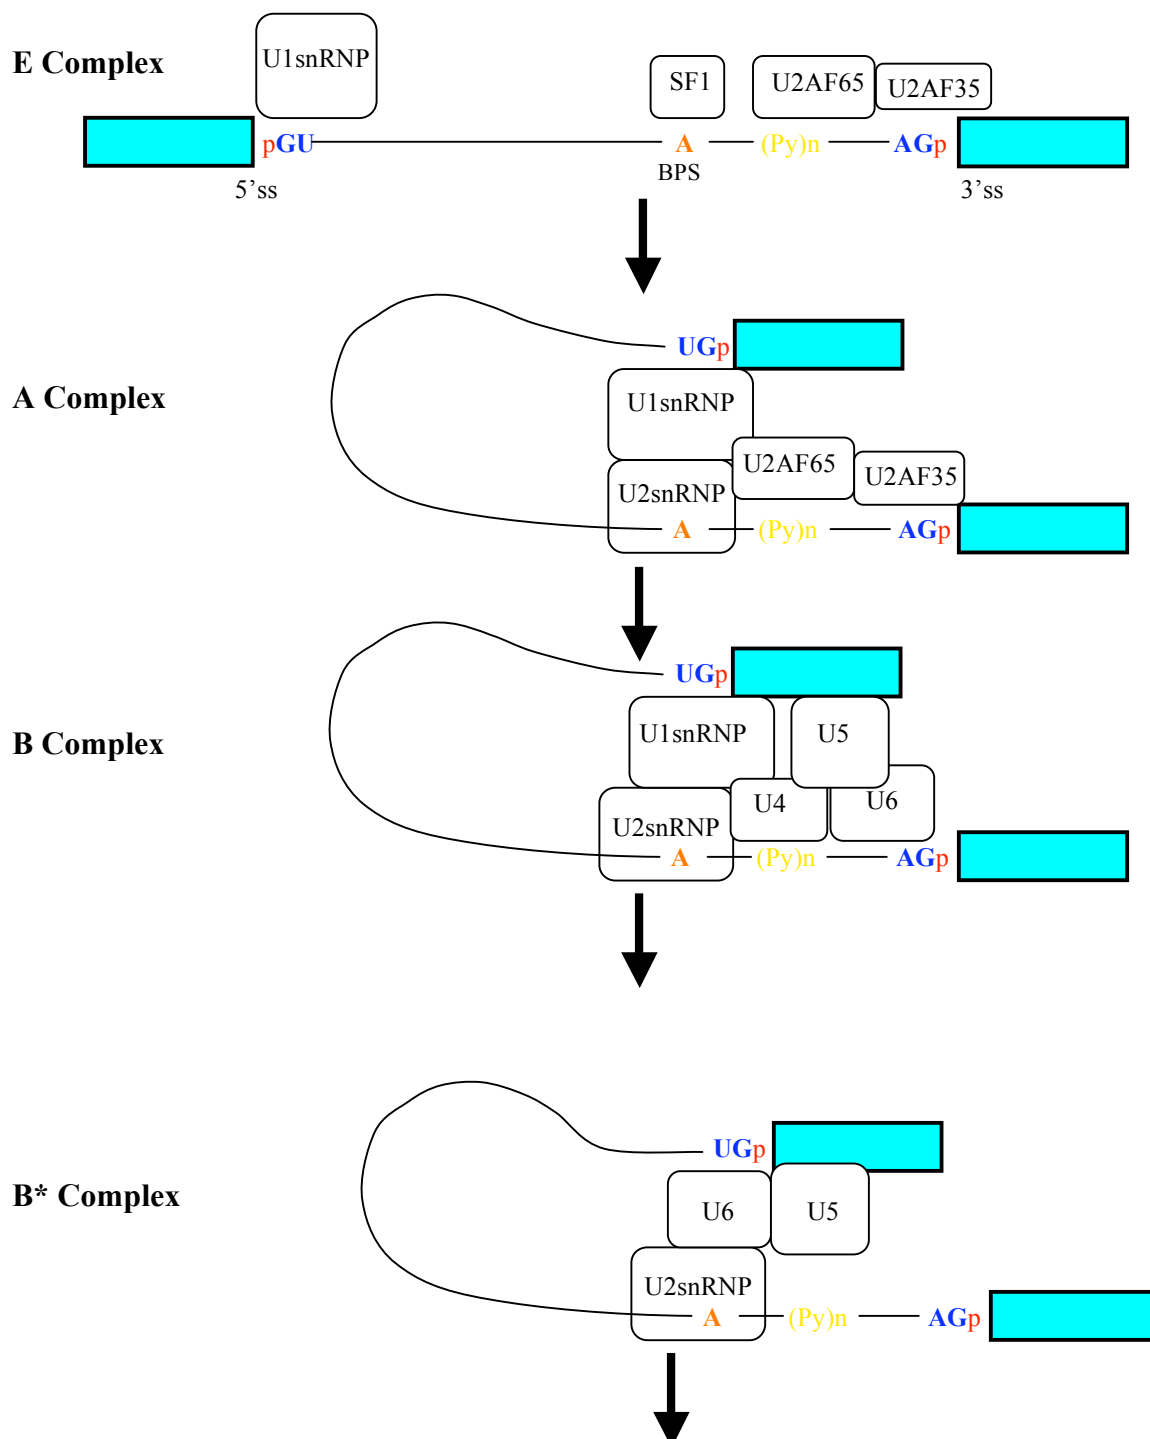 E Complex
U1snRNP
SF1
U2AF65
U2AF35
pGU
A
(Py)n
AGp
BPS
5’ss
3’ss
UGp
A Complex
U1snRNP
U2AF65
U2AF35
U2snRNP
A
(Py)n
AGp
UGp
B Complex
U1snRNP
U5
U4
U6
U2snRNP
A
(Py)n
AGp
UGp
B* Complex
U6
U5
U2snRNP
A
(Py)n
AGp